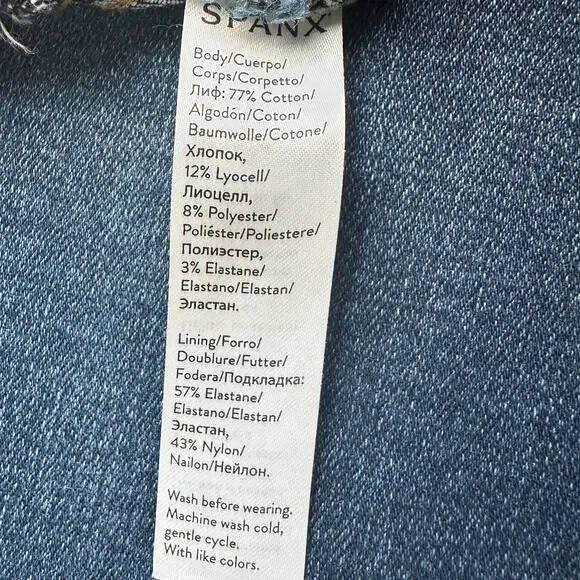 SPANX
Body/Cuerpo/
Corps/Corpetto/
Лиф: 77% Cotton/
Algodón/Coton/
Baumwolle/Cotone/
Хлопок,
12% Lyocell/
Лиоцелл,
8% Polyester/
Poliéster/Poliestere/
Полиэстер,
3% Elastane/
Elastano/Elastan/
Эластан.
Lining/Forro/
Doublure/Futter/
Fodera/Подкладка:
57% Elastane/
Elastano/Elastan/
Эластан,
43% Nylon/
Nailon/Нейлон.
Wash before wearing.
Machine wash cold,
gentle cycle.
With like colors.